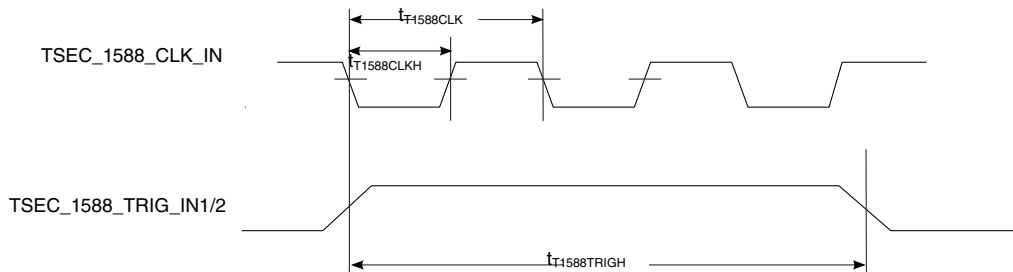 tT1588CLK
TSEC_1588_CLK_IN
tT1588CLKH
TSEC_1588_TRIG_IN1/2
tT1588TRIGH